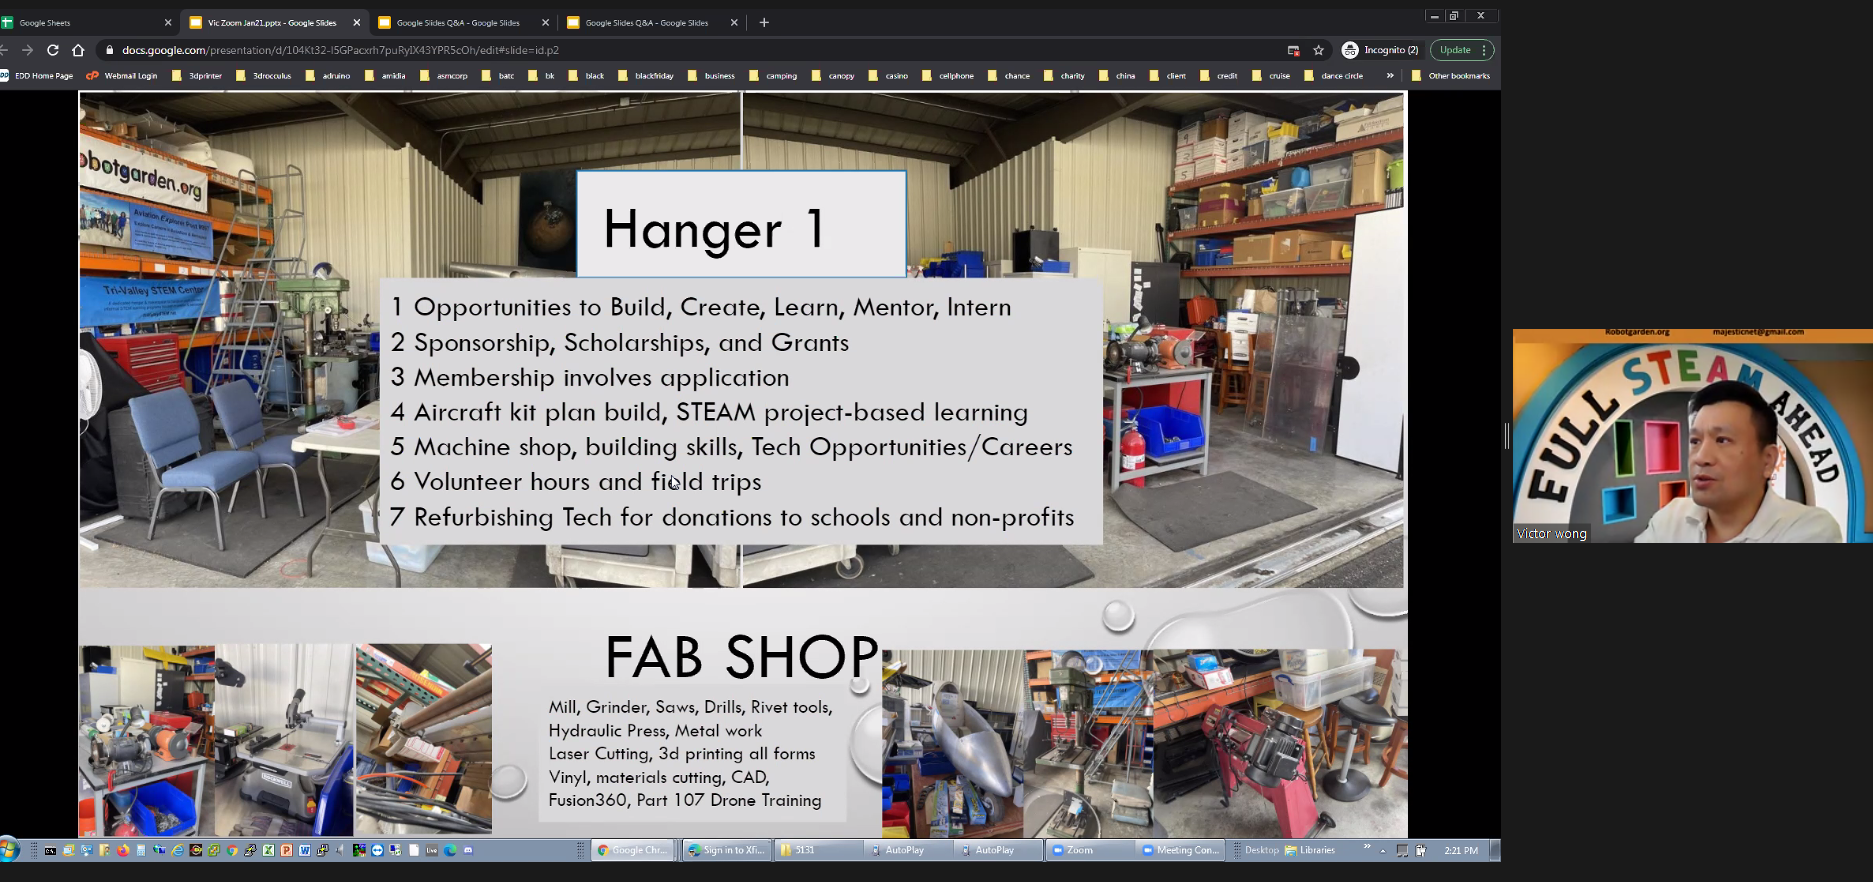 Google Sheets
Vic Zoom Jan21.pptx - Google Slides
Google Slides Q&A - Google Slides
Google Slides Q&A - Google Slides
docs.google.com/presentation/d/104Kt32-I5GPacxrh7puRyIX43YPR5cOh/edit#slide=id.p2
Incognito (2)
Update
EDD Home Page
Webmail Login
3dprinter
3drocculus
adruino
amidia
asmcorp
batc
bk
black
blackfriday
business
camping
canopy
casino
cellphone
chance
charity
china
client
credit
cruise
dance circle
Other bookmarks
obotgarden.org
Aviation Explorer Post
Tri-Valley STEM Center
Hanger 1
1 Opportunities to Build, Create, Learn, Mentor, Intern
2 Sponsorship, Scholarships, and Grants
3 Membership involves application
4 Aircraft kit plan build, STEAM project-based learning
5 Machine shop, building skills, Tech Opportunities/Careers
6 Volunteer hours and field trips
7 Refurbishing Tech for donations to schools and non-profits
FAB SHOP
Mill, Grinder, Saws, Drills, Rivet tools,
Hydraulic Press, Metal work
Laser Cutting, 3d printing all forms
Vinyl, materials cutting, CAD,
Fusion360, Part 107 Drone Training
Robotgarden.org majesticnet@gmail.com
FULL STEAM AHEAD
Victor wong
Google Chr...
Sign in to Xfi...
5131
AutoPlay
AutoPlay
Zoom
Meeting Con...
Desktop
Libraries
2:21 PM